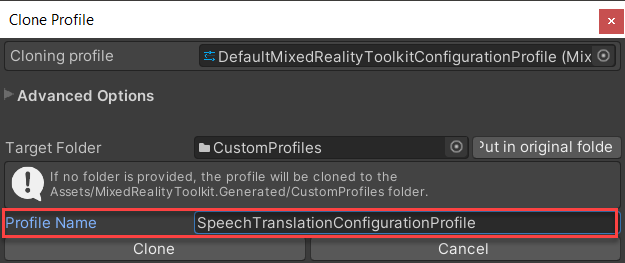 Clone Profile
Cloning profile DefaultMixedRealityToolkitConfigurationProfile (Mix
Advanced Options
Target Folder CustomProfiles Put in original folde
If no folder is provided, the profile will be cloned to the
Assets/MixedRealityToolkit.Generated/CustomProfiles folder.
Profile Name SpeechTranslationConfigurationProfile
Clone Cancel